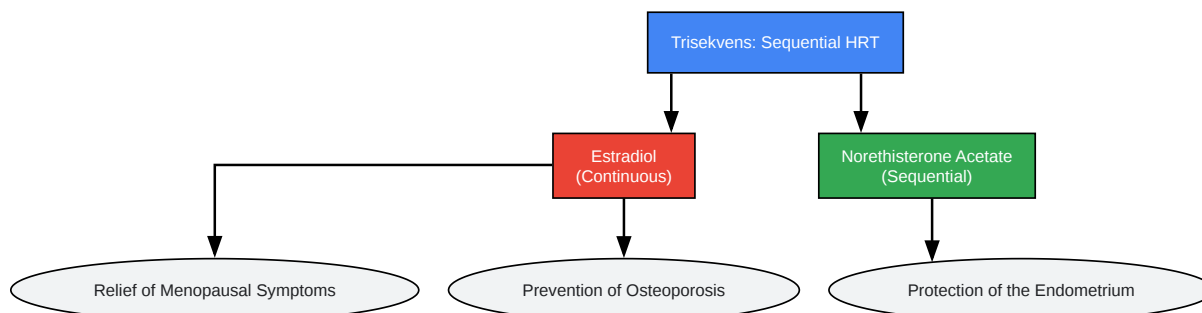 Trisekvens: Sequential HRT
Estradiol
(Continuous)
Norethisterone Acetate
(Sequential)
Relief of Menopausal Symptoms
Prevention of Osteoporosis
Protection of the Endometrium